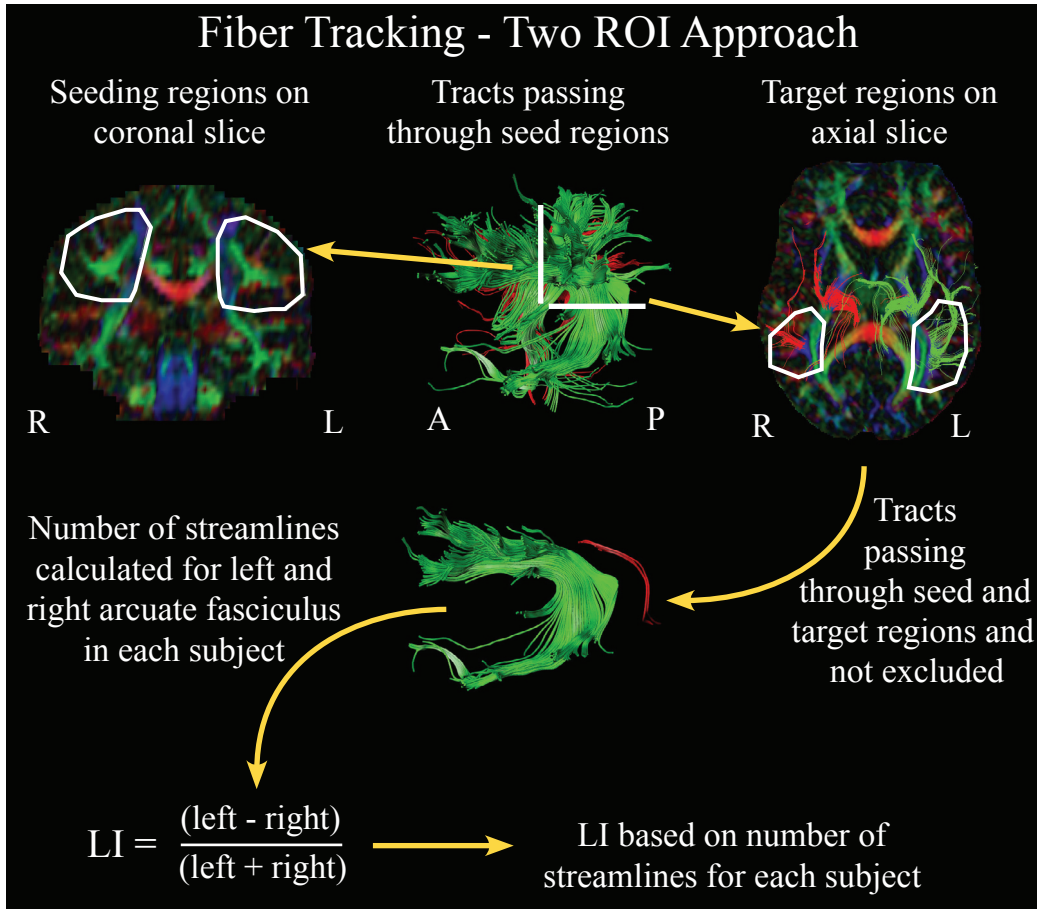 Fiber Tracking - Two ROI Approach
Seeding regions on
coronal slice
Tracts passing
through seed regions
Target regions on
axial slice
R
L
A
P
R
L
Number of streamlines
calculated for left and
right arcuate fasciculus
in each subject
Tracts
passing
through seed and
target regions and
not excluded
LI = (left - right)
(left + right)
LI based on number of
streamlines for each subject